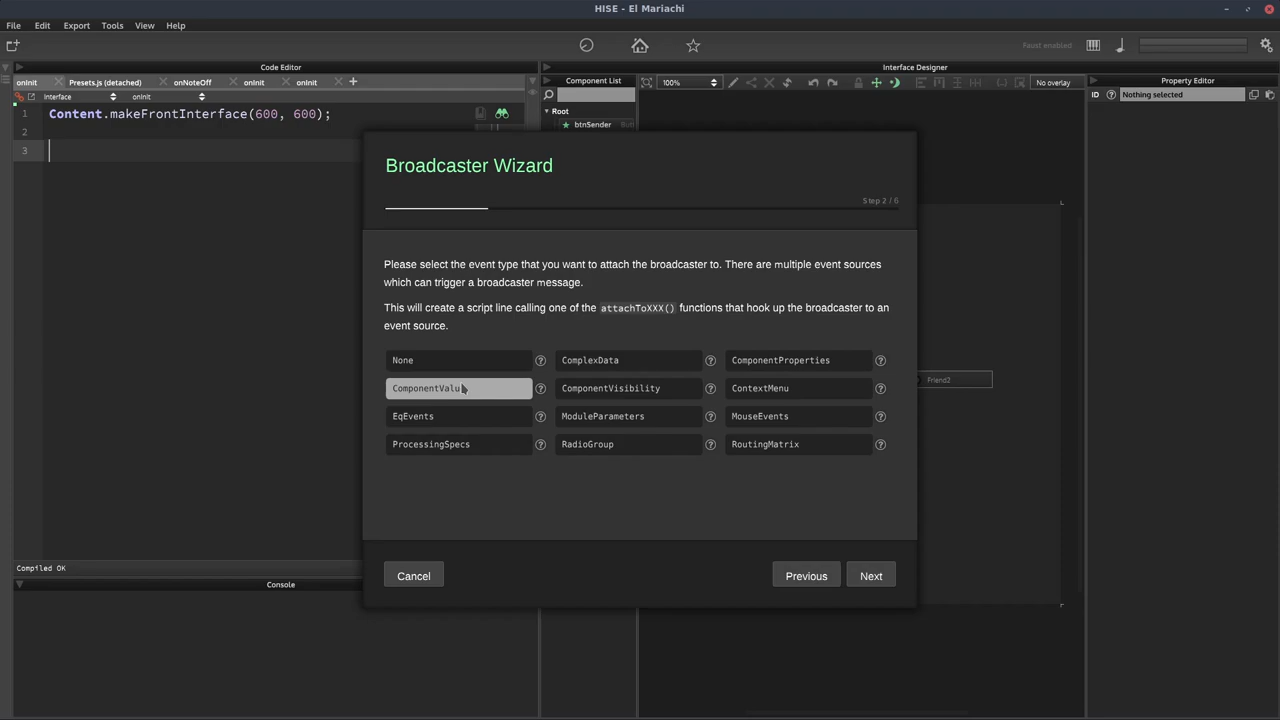 HISE - El Mariachi
File Edit Export Tools View Help
Faust enabled
Code Editor
Interface Designer
onInit Presets.js (detached) onNoteOff onInit onInit
Component List
100%
No overlay
Property Editor
Interface onInit
ID Nothing selected
1 Content.makeFrontInterface(600, 600);
Root
btnSender
2
3
Broadcaster Wizard
Step 2 / 6
Please select the event type that you want to attach the broadcaster to. There are multiple event sources
which can trigger a broadcaster message.
This will create a script line calling one of the attachToXXX() functions that hook up the broadcaster to an
event source.
None ComplexData ComponentProperties
ComponentValu ComponentVisibility ContextMenu
Friend2
EqEvents ModuleParameters MouseEvents
ProcessingSpecs RadioGroup RoutingMatrix
Compiled OK
Cancel Previous Next
Console